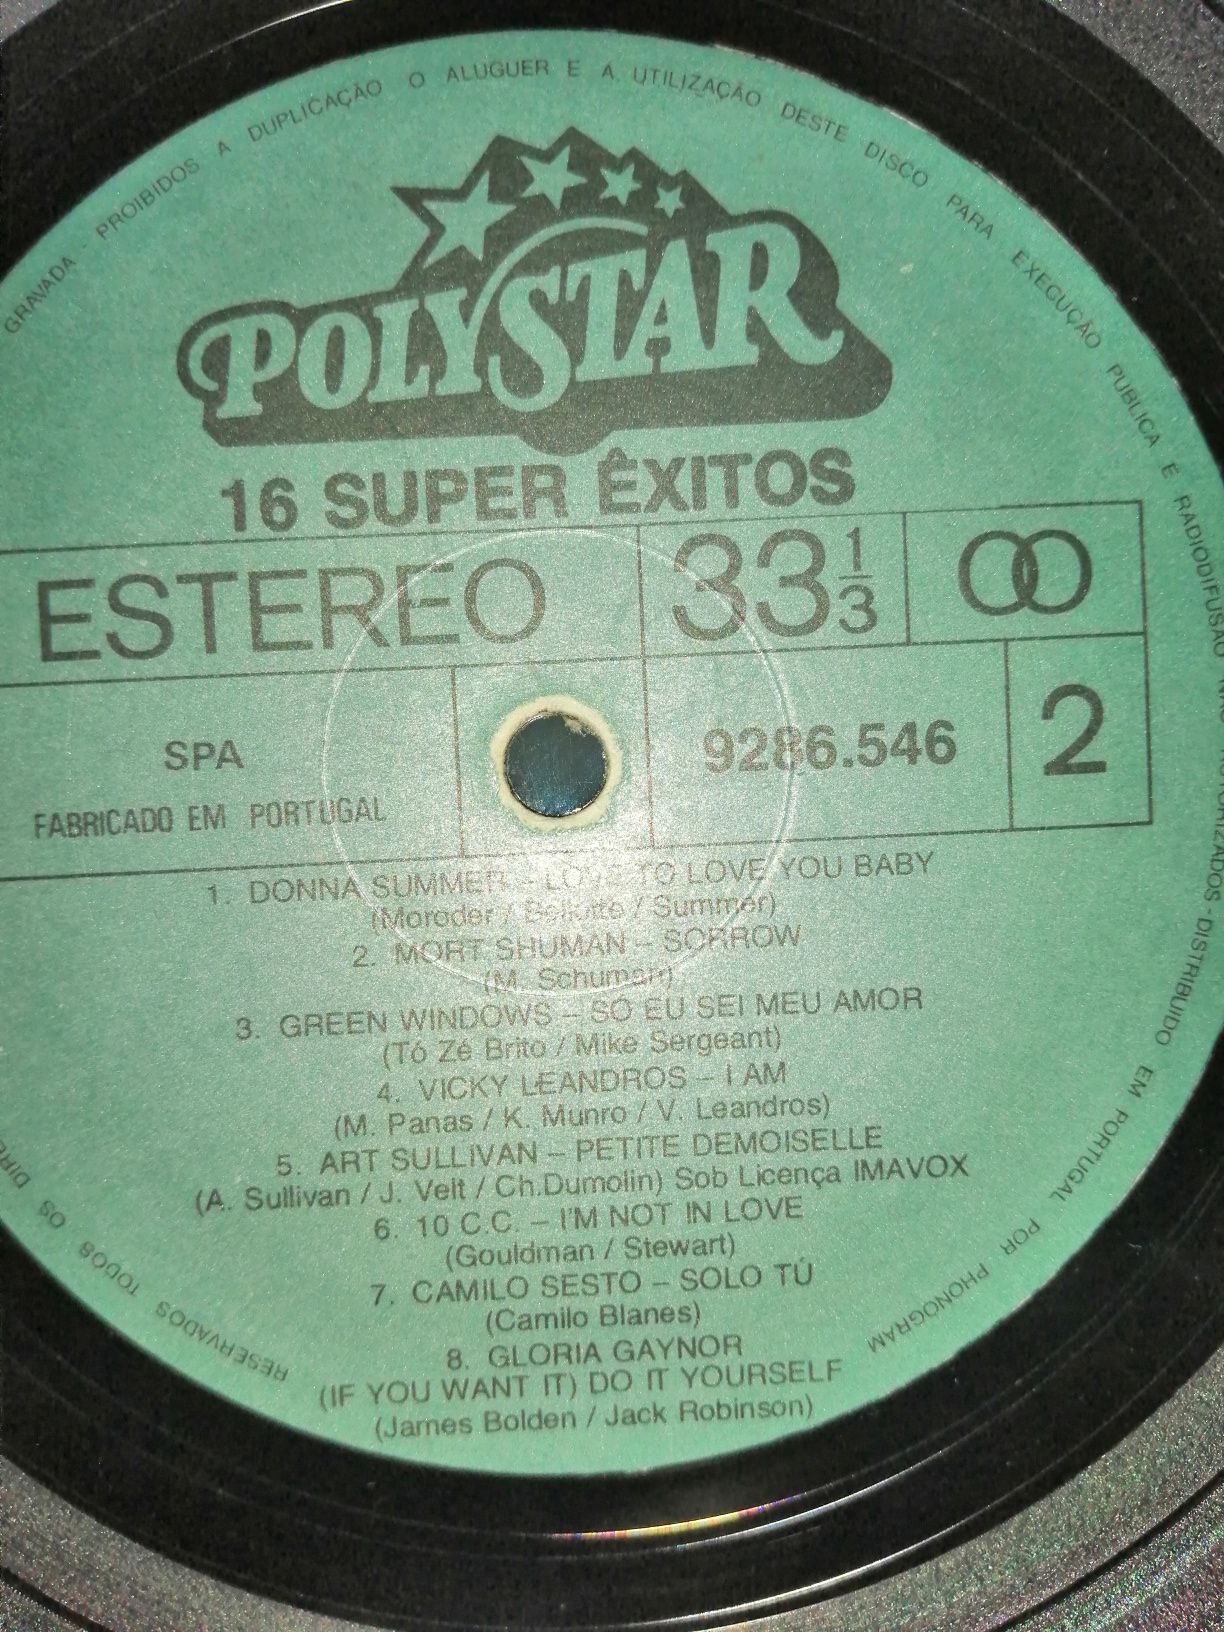 GRAVADA - PROIBIDOS A DUPLICAÇÃO O ALUGUER E A UTILIZAÇÃO DESTE DISCO PARA EXECUÇÃO PUBLICA E RADIODIFUSÃO
DISTRIBUIDO EM PORTUGAL POR PHONOGRAM
RESERVADOS TODOS OS
POLYSTAR
16 SUPER ÊXITOS
ESTEREO 33 1/3
SPA
FABRICADO EM PORTUGAL
9286.546
2
1. DONNA SUMMER – LOVE TO LOVE YOU BABY
(Moroder / Bellotte / Summer)
2. MORT SHUMAN – SORROW
(M. Schuman)
3. GREEN WINDOWS – SO EU SEI MEU AMOR
(Tó Zé Brito / Mike Sergeant)
4. VICKY LEANDROS – I AM
(M. Panas / K. Munro / V. Leandros)
5. ART SULLIVAN – PETITE DEMOISELLE
(A. Sullivan / J. Velt / Ch.Dumolin) Sob Licença IMAVOX
6. 10 C.C. – I'M NOT IN LOVE
(Gouldman / Stewart)
7. CAMILO SESTO – SOLO TÚ
(Camilo Blanes)
8. GLORIA GAYNOR
(IF YOU WANT IT) DO IT YOURSELF
(James Bolden / Jack Robinson)